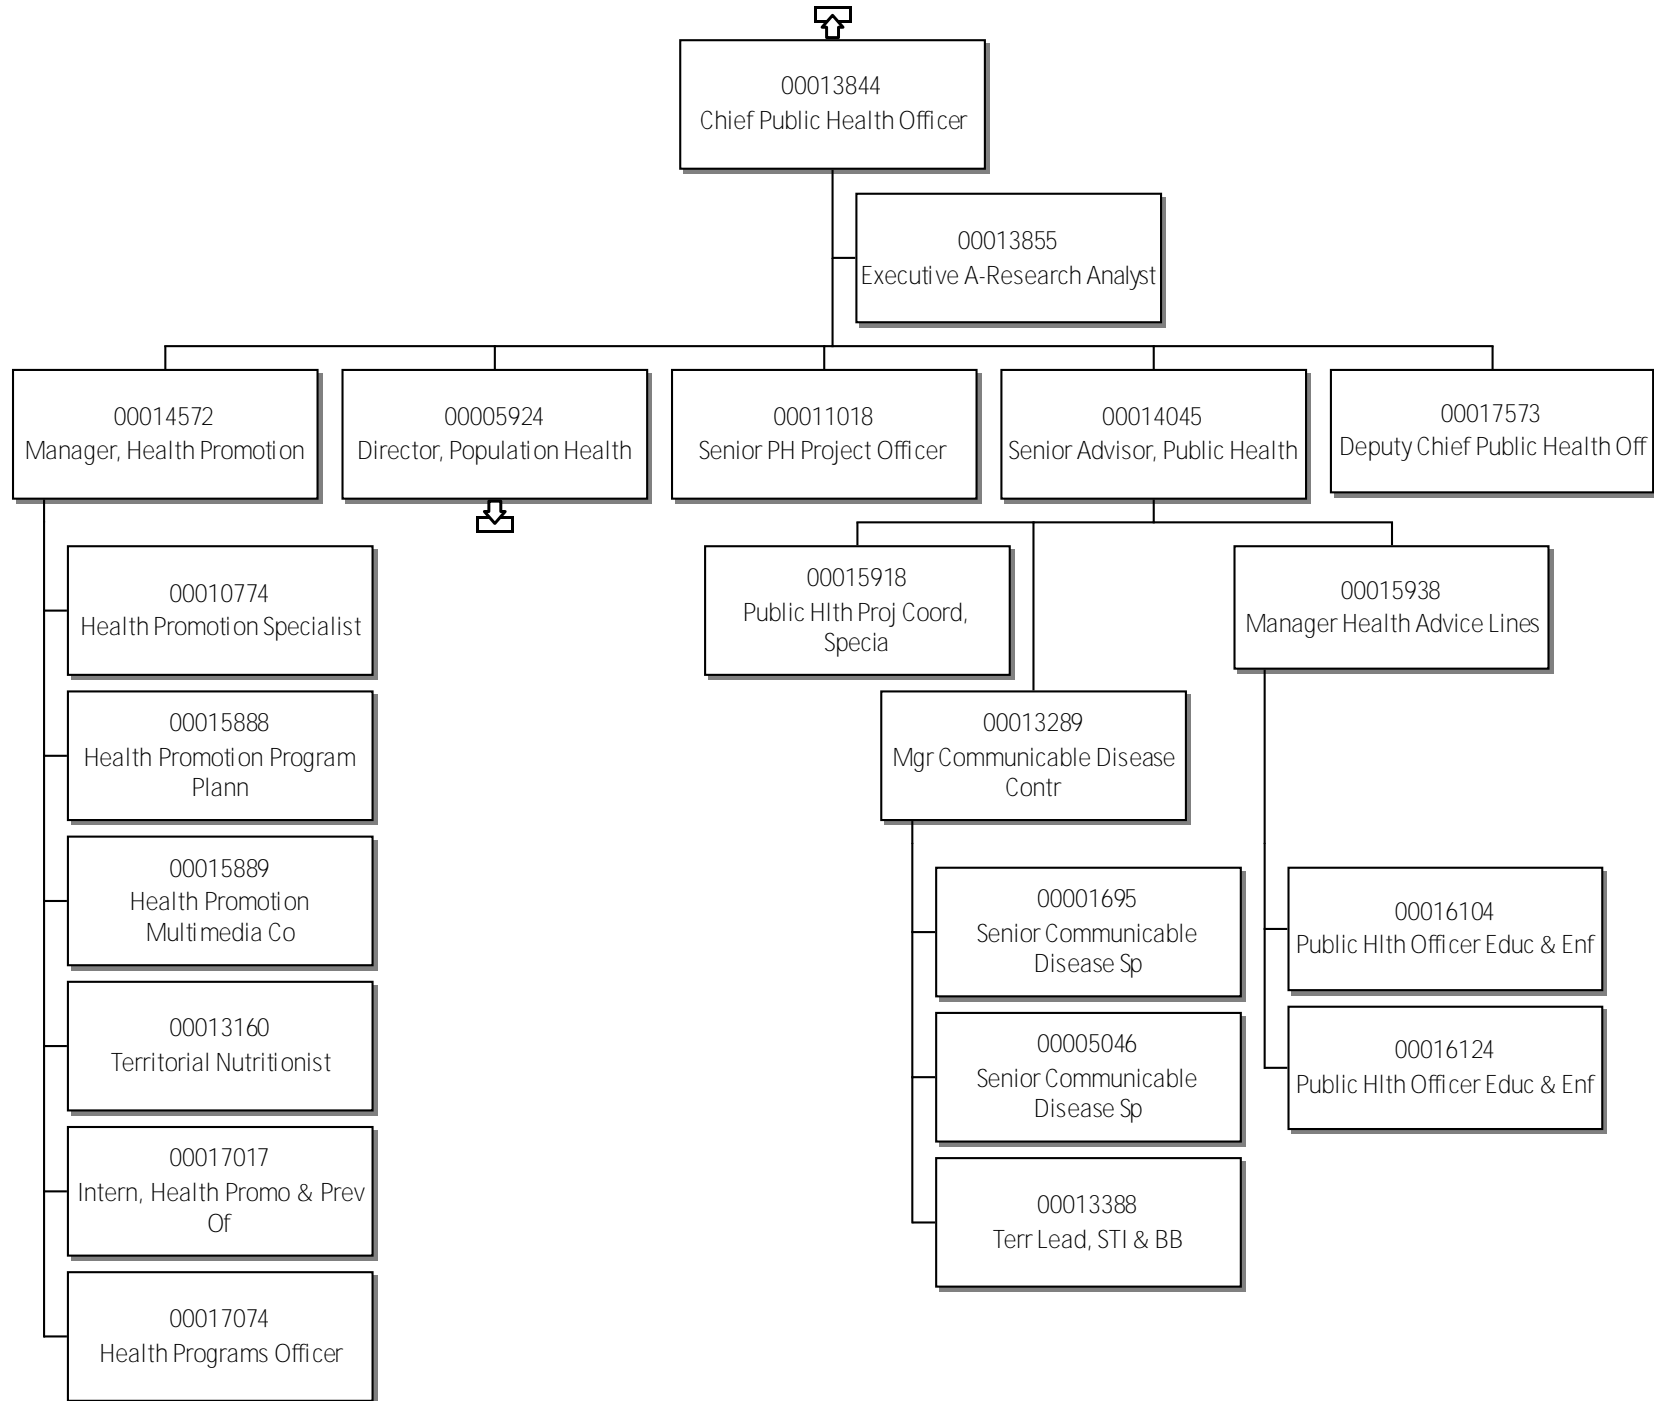 00013844
Chief Public Health Officer
00013855
Executive A-Research Analyst
00014572
Manager, Health Promotion
00005924
Director, Population Health
00011018
Senior PH Project Officer
00014045
Senior Advisor, Public Health
00017573
Deputy Chief Public Health Off
00010774
Health Promotion Specialist
00015888
Health Promotion Program
Plann
00015889
Health Promotion
Multimedia Co
00013160
Territorial Nutritionist
00017017
Intern, Health Promo & Prev
Of
00017074
Health Programs Officer
00015918
Public Hlth Proj Coord,
Specia
00013289
Mgr Communicable Disease
Contr
00001695
Senior Communicable
Disease Sp
00005046
Senior Communicable
Disease Sp
00013388
Terr Lead, STI & BB
00015938
Manager Health Advice Lines
00016104
Public Hlth Officer Educ & Enf
00016124
Public Hlth Officer Educ & Enf